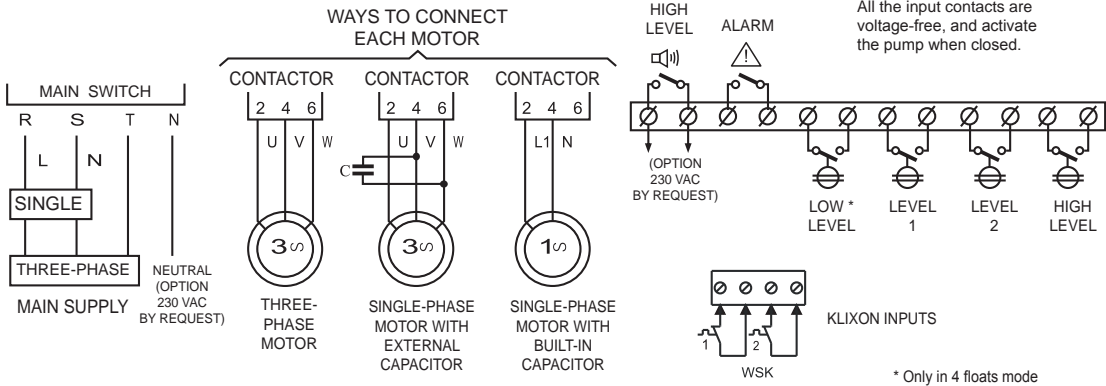 MAIN SWITCH
R S T N
L N
SINGLE
THREE-PHASE
MAIN SUPPLY
NEUTRAL
(OPTION
230 VAC
BY REQUEST)
WAYS TO CONNECT
EACH MOTOR
CONTACTOR
2 4 6
U V W
3
THREE-
PHASE
MOTOR
CONTACTOR
2 4 6
U V W
C
3
SINGLE-PHASE
MOTOR WITH
EXTERNAL
CAPACITOR
CONTACTOR
2 4 6
L1 N
1
SINGLE-PHASE
MOTOR WITH
BUILT-IN
CAPACITOR
HIGH
LEVEL
ALARM
All the input contacts are
voltage-free, and activate
the pump when closed.
(OPTION
230 VAC
BY REQUEST)
LOW *
LEVEL
LEVEL
1
LEVEL
2
HIGH
LEVEL
1 2
WSK
KLIXON INPUTS
* Only in 4 floats mode